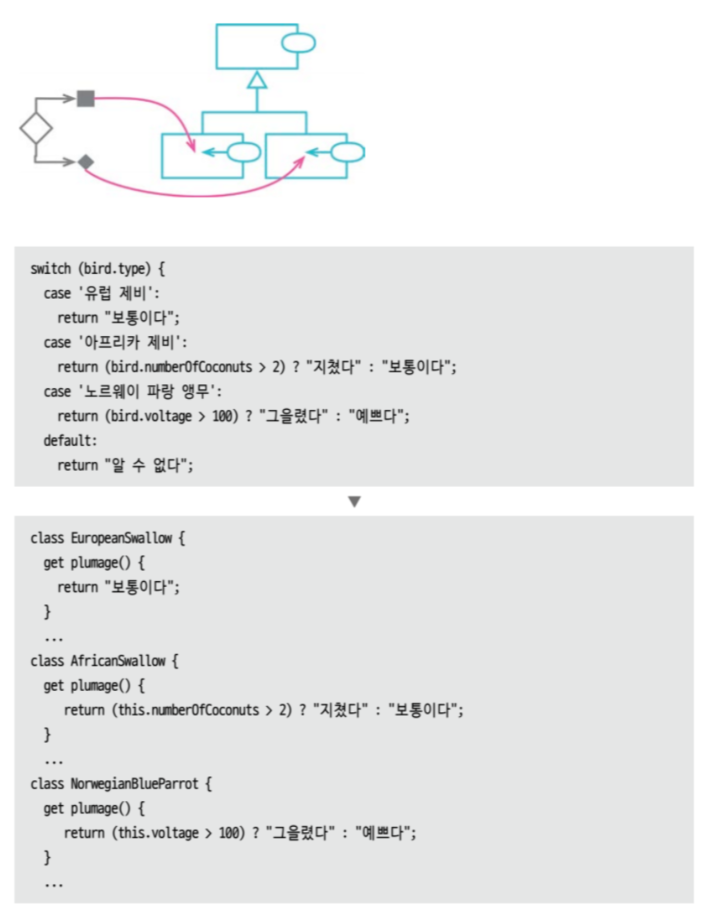 switch (bird.type) {
case '유럽 제비':
return "보통이다";
case '아프리카 제비':
return (bird.numberOfCoconuts > 2) ? "지쳤다" : "보통이다";
case '노르웨이 파랑 앵무':
return (bird.voltage > 100) ? "그을렸다" : "예쁘다";
default:
return "알 수 없다";
class EuropeanSwallow {
get plumage() {
return "보통이다";
}
...
class AfricanSwallow {
get plumage() {
return (this.numberOfCoconuts > 2) ? "지쳤다" : "보통이다";
}
...
class NorwegianBlueParrot {
get plumage() {
return (this.voltage > 100) ? "그을렸다" : "예쁘다";
}
...